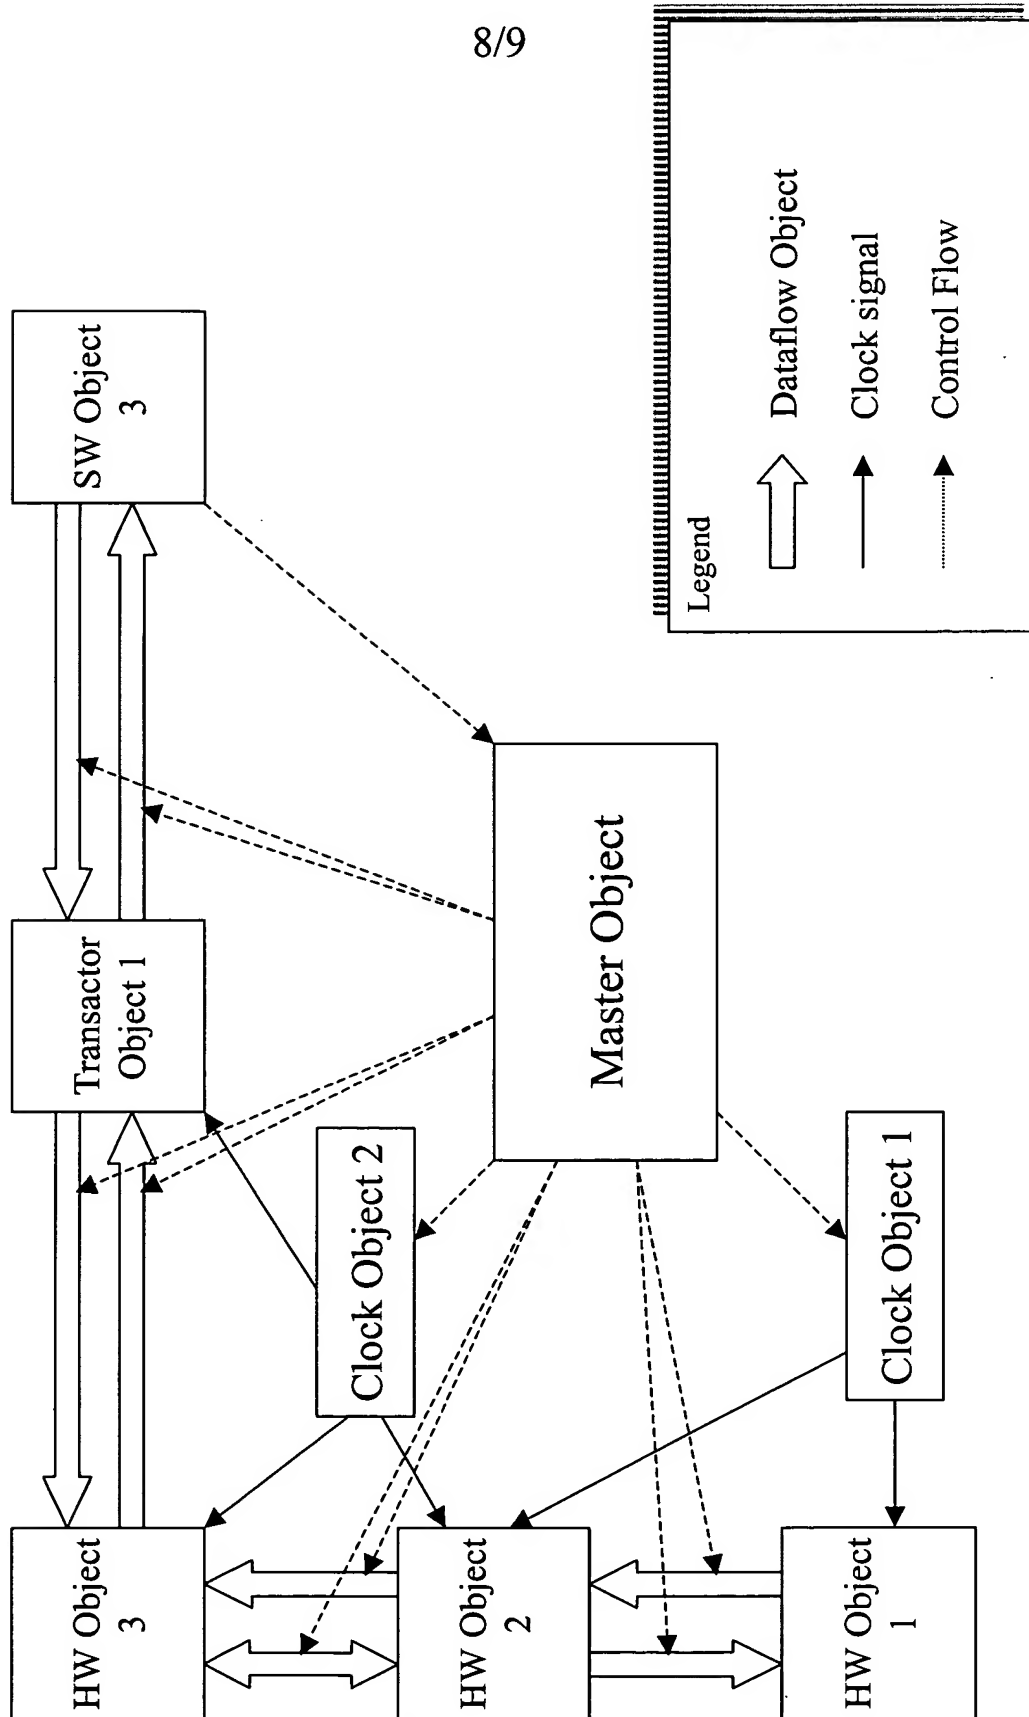 8/9
SW Object
3
Transactor
Object 1
HW Object
3
Clock Object 2
Master Object
HW Object
2
Clock Object 1
HW Object
1
Legend
Dataflow Object
Clock signal
Control Flow